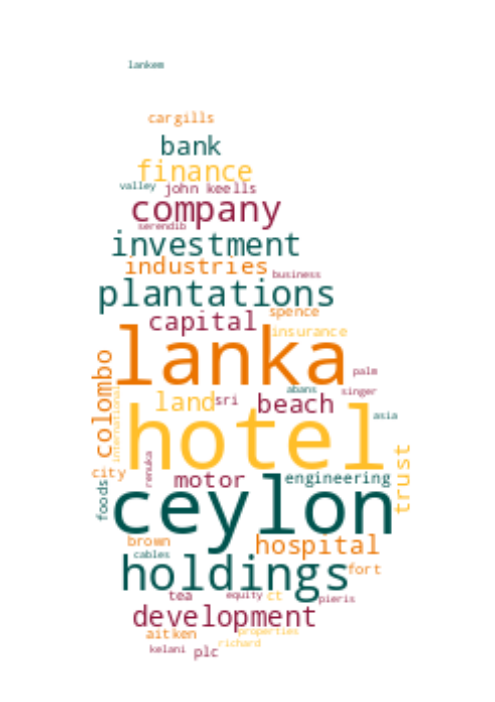 lankem
cargills
bank
finance
valley
john keells
company
serendib
investment
industries
business
plantations
spence
capital
insurance
lanka
colombo
palm
international
abans
singer
land
sri
beach
hotel
asia
city
renuka
motor
engineering
trust
foods
ceylon
brown
hospital
cables
holdings
fort
tea
equity
ct
pieris
development
aitken
properties
richard
kelani
plc